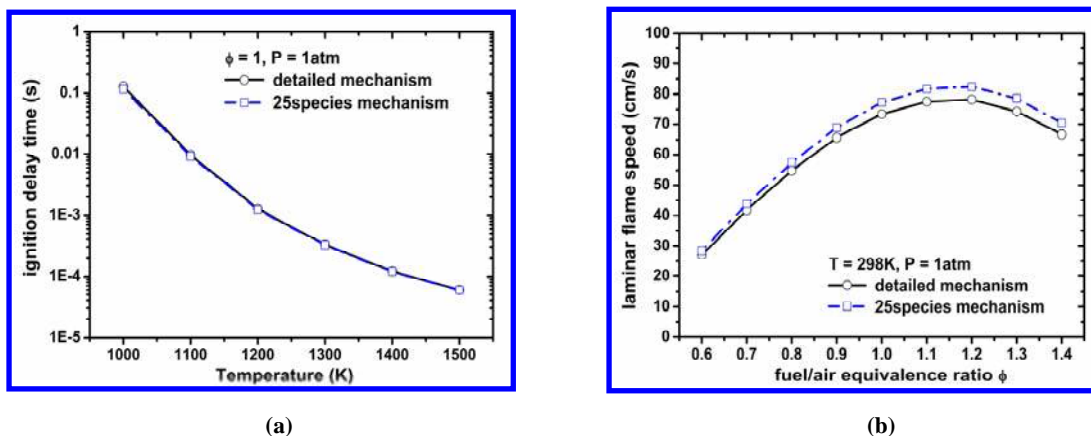 1
0.1
0.01
1E-3
1E-4
1E-5
ignition delay time (s)
ϕ = 1, P = 1atm
detailed mechanism
25species mechanism
1000 1100 1200 1300 1400 1500
Temperature (K)
(a)
100
90
80
70
60
50
40
30
20
10
0
laminar flame speed (cm/s)
T = 298K, P = 1atm
detailed mechanism
25species mechanism
0.6 0.7 0.8 0.9 1.0 1.1 1.2 1.3 1.4
fuel/air equivalence ratio ϕ
(b)